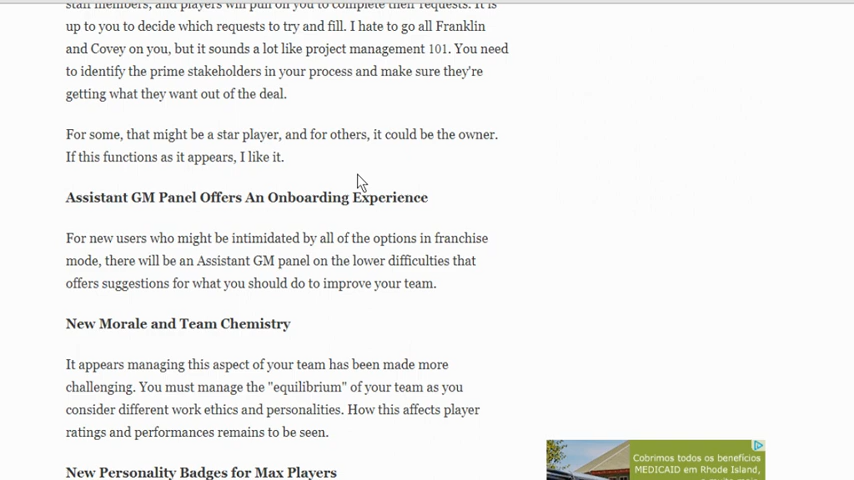 staff members, and players will pull on you to complete their requests. It is
up to you to decide which requests to try and fill. I hate to go all Franklin
and Covey on you, but it sounds a lot like project management 101. You need
to identify the prime stakeholders in your process and make sure they're
getting what they want out of the deal.
For some, that might be a star player, and for others, it could be the owner.
If this functions as it appears, I like it.
Assistant GM Panel Offers An Onboarding Experience
For new users who might be intimidated by all of the options in franchise
mode, there will be an Assistant GM panel on the lower difficulties that
offers suggestions for what you should do to improve your team.
New Morale and Team Chemistry
It appears managing this aspect of your team has been made more
challenging. You must manage the "equilibrium" of your team as you
consider different work ethics and personalities. How this affects player
ratings and performances remains to be seen.
New Personality Badges for Max Players
Cobrimos todos os benefícios
MEDICAID em Rhode Island,